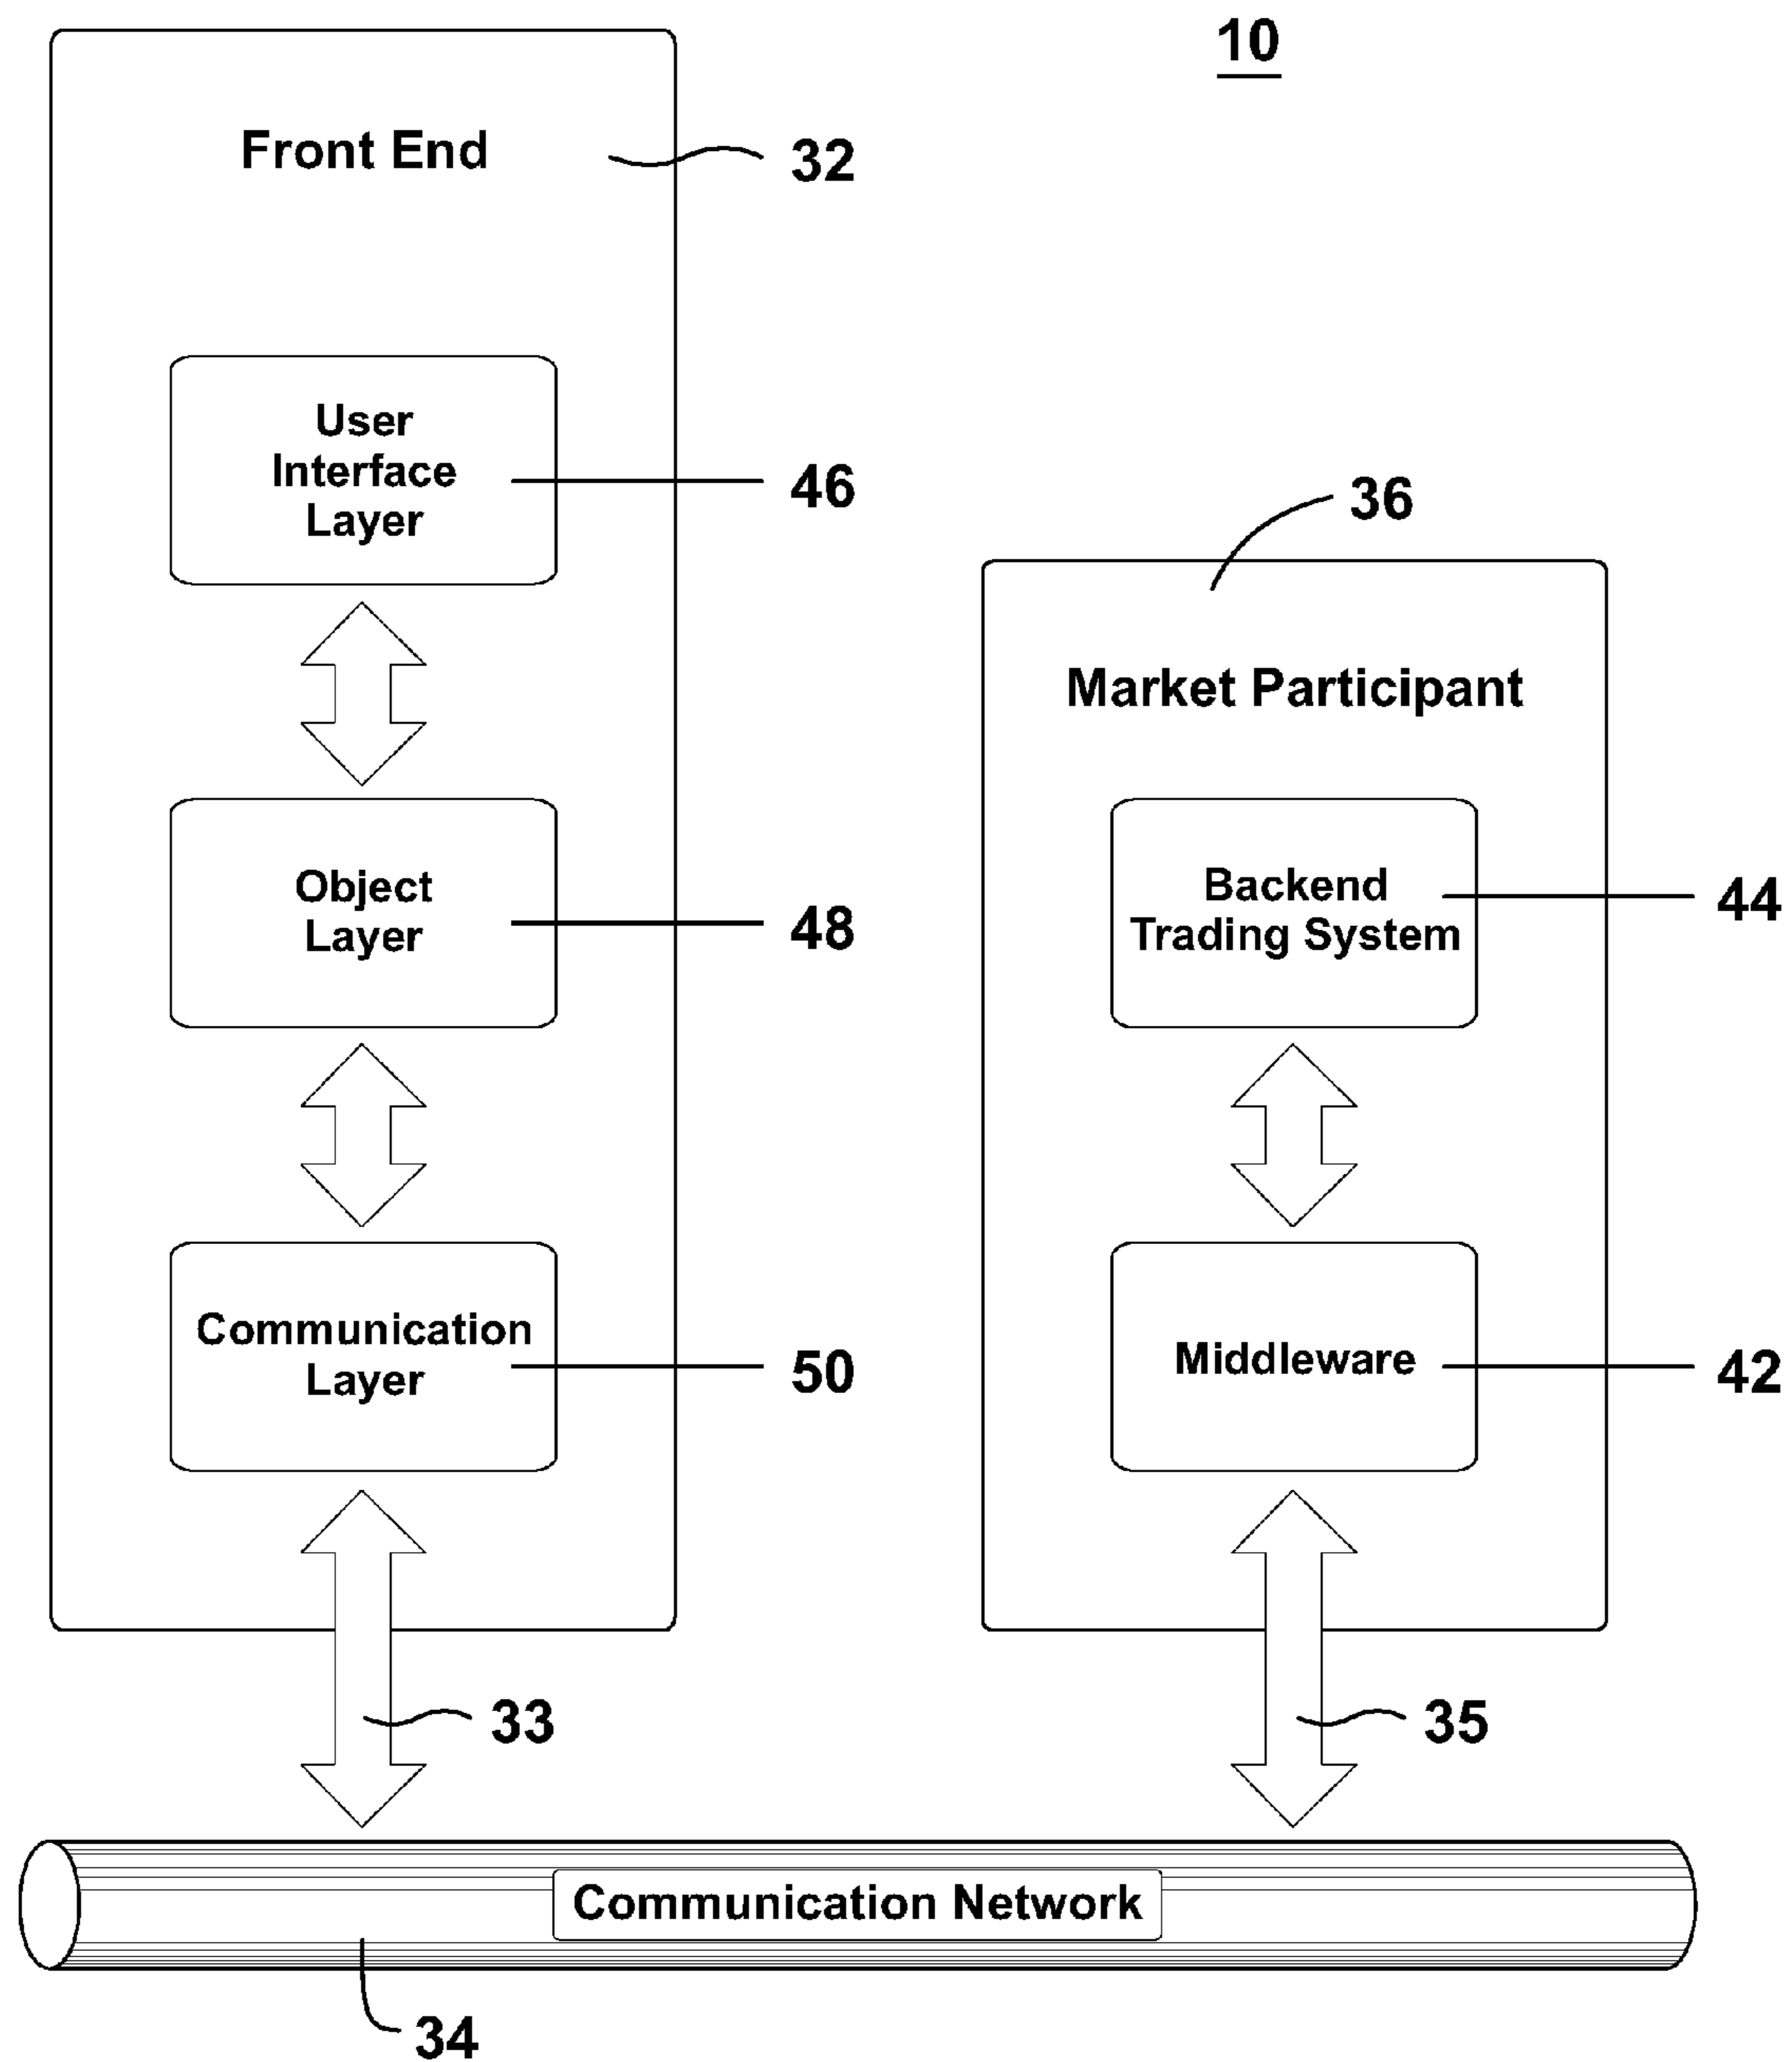 10
Front End
32
User
Interface
Layer
46
36
Market Participant
Object
Layer
48
Backend
Trading System
44
Communication
Layer
50
Middleware
42
33
35
Communication Network
34